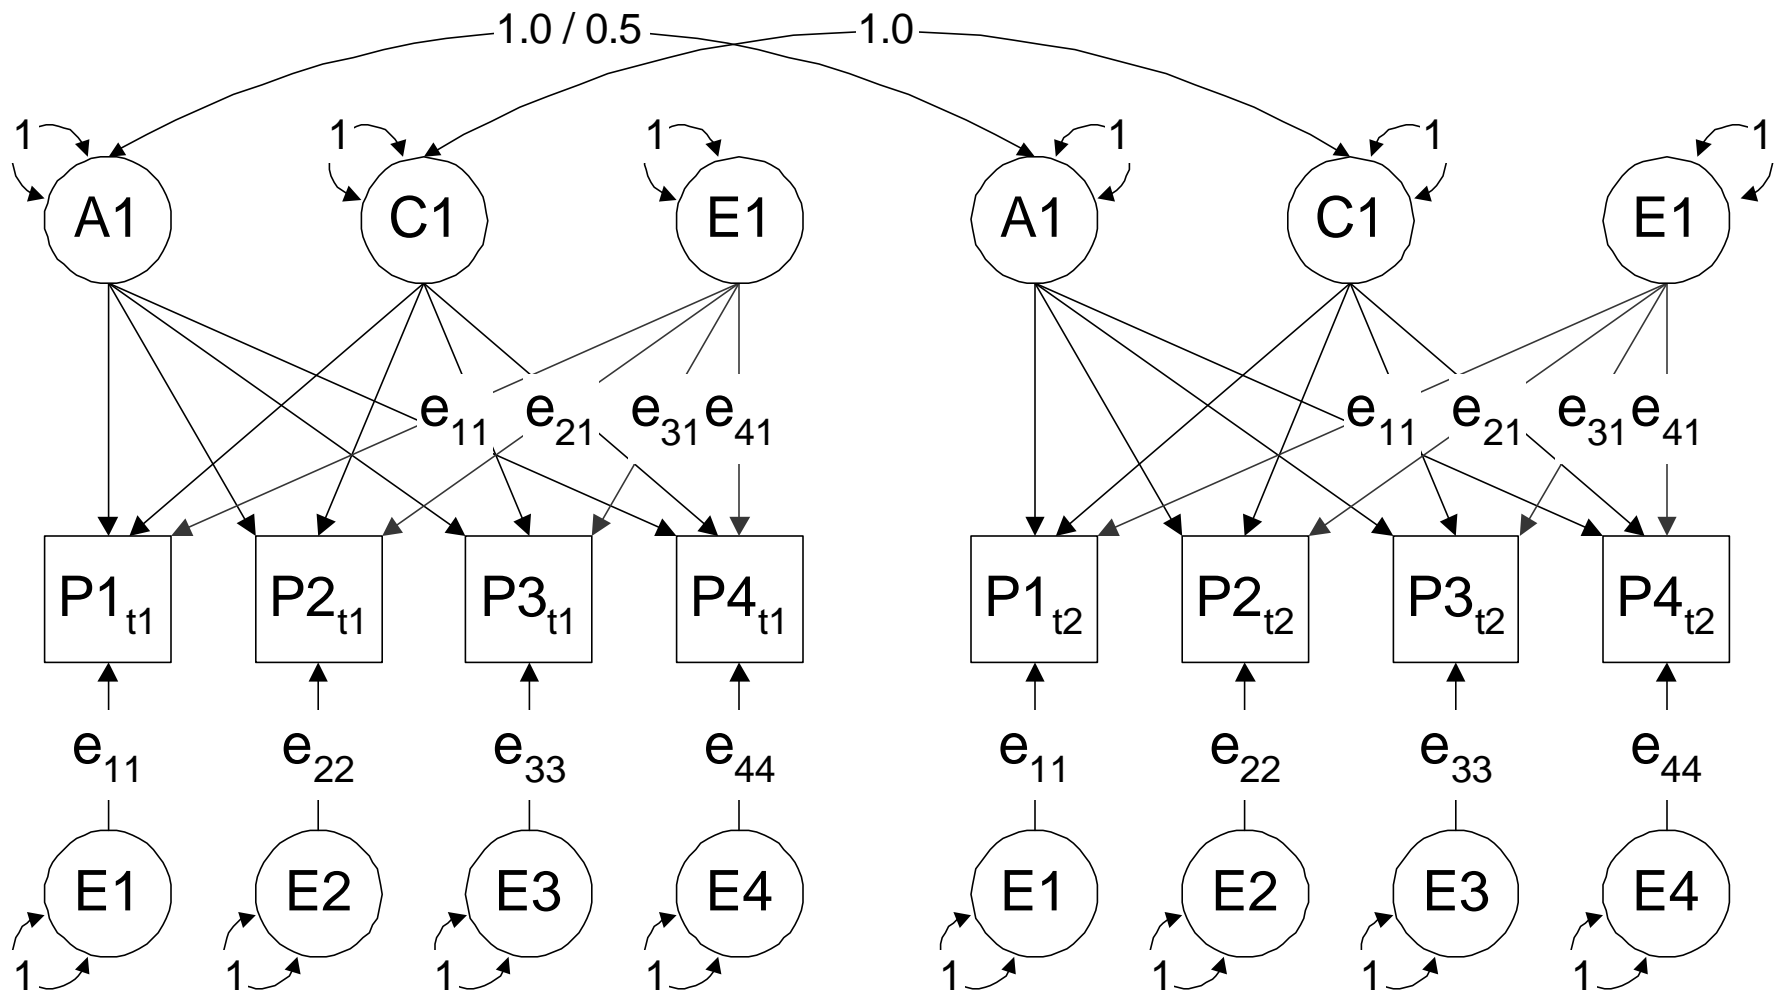 1.0 / 0.5 1.0
1 1 1 1 1 1
A1 C1 E1 A1 C1 E1
e11 e21 e31 e41 e11 e21 e31 e41
P1t1 P2t1 P3t1 P4t1 P1t2 P2t2 P3t2 P4t2
e11 e22 e33 e44 e11 e22 e33 e44
E1 E2 E3 E4 E1 E2 E3 E4
1 1 1 1 1 1 1 1